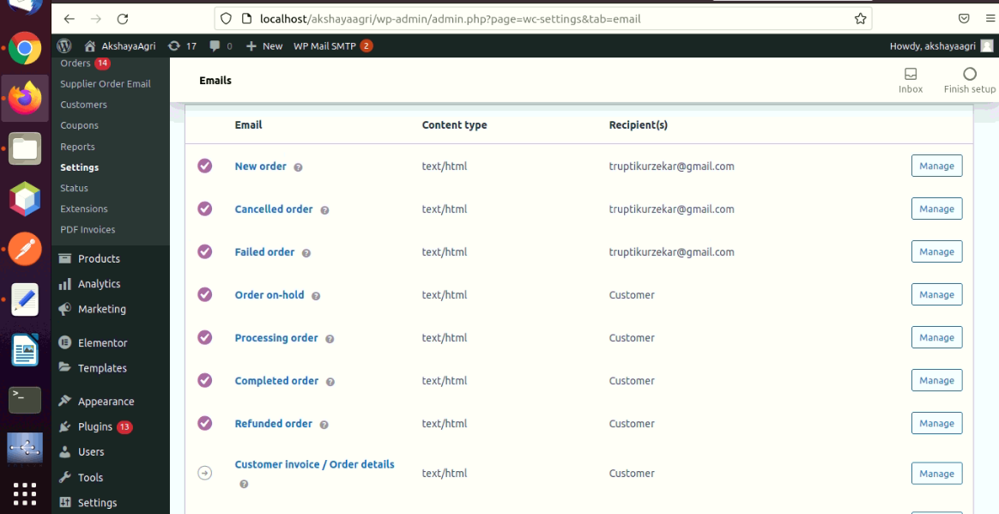 localhost/akshayaagri/wp-admin/admin.php?page=wc-settings&tab=email
AkshayaAgri 17 0 New WP Mail SMTP 2 Howdy, akshayaagri
Orders 14
Supplier Order Email
Customers
Coupons
Reports
Settings
Status
Extensions
PDF Invoices
Products
Analytics
Marketing
Elementor
Templates
Appearance
Plugins 13
Users
Tools
Settings
Emails
Inbox
Finish setup
Email Content type Recipient(s)
New order ? text/html truptikurzekar@gmail.com Manage
Cancelled order ? text/html truptikurzekar@gmail.com Manage
Failed order ? text/html truptikurzekar@gmail.com Manage
Order on-hold ? text/html Customer Manage
Processing order ? text/html Customer Manage
Completed order ? text/html Customer Manage
Refunded order ? text/html Customer Manage
Customer invoice / Order details ? text/html Customer Manage